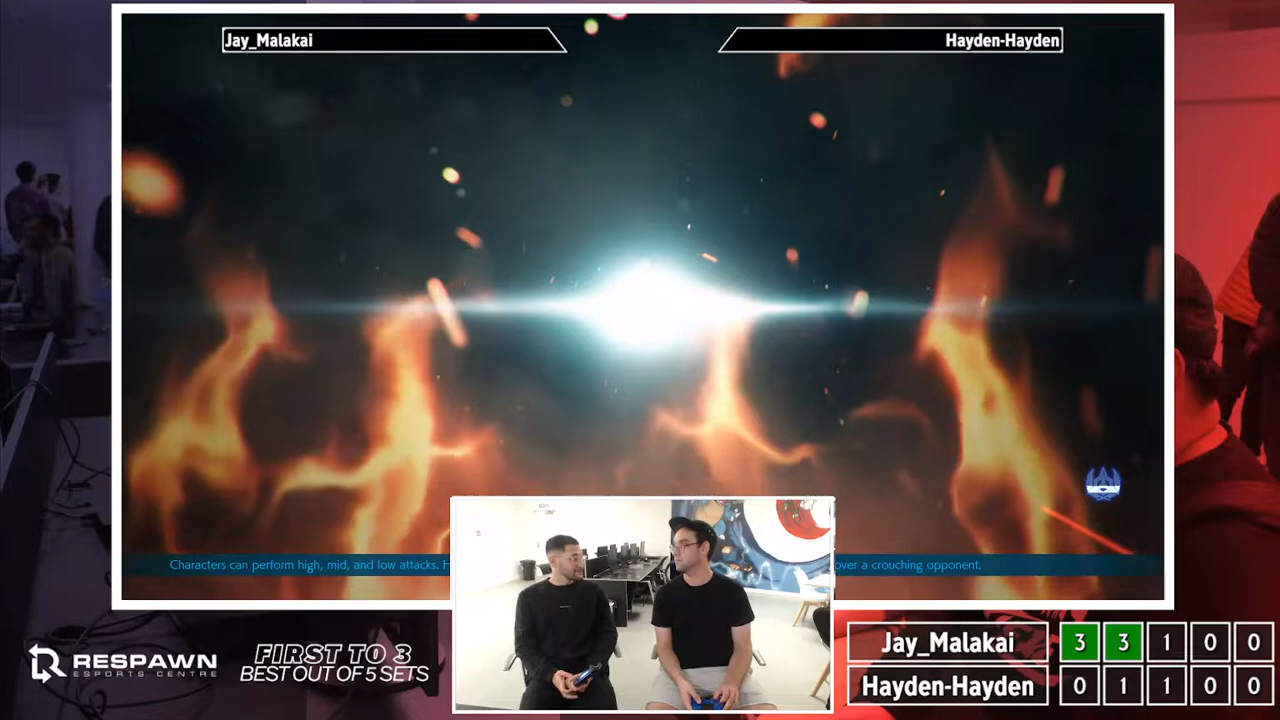 Jay_Malakai
Hayden-Hayden
Characters can perform high, mid, and low attacks. H
over a crouching opponent.
RESPAWN
ESPORTS CENTRE
FIRST TO 3
BEST OUT OF 5 SETS
Jay_Malakai 3 3 1 0 0
Hayden-Hayden 0 1 1 0 0